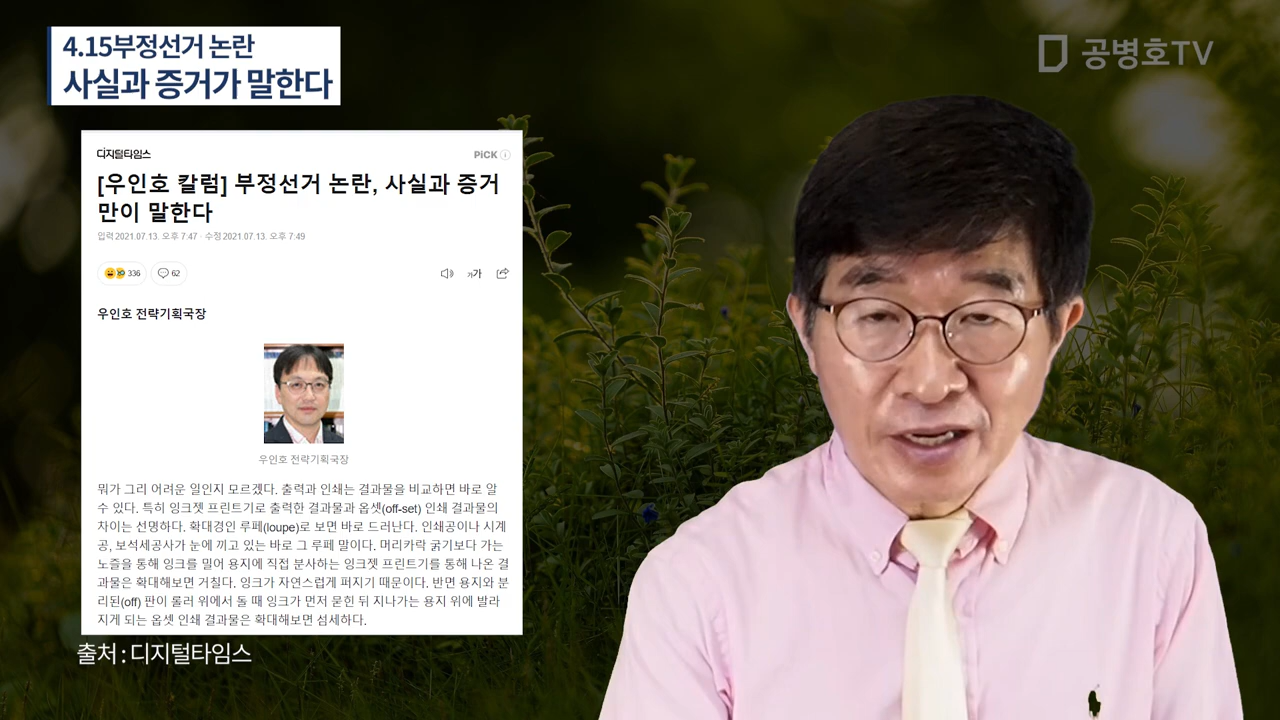 4.15부정선거 논란
사실과 증거가 말한다
공병호TV
디지털타임스
PiCK
[우인호 칼럼] 부정선거 논란, 사실과 증거
만이 말한다
입력 2021.07.13. 오후 7:47 · 수정 2021.07.13. 오후 7:49
336
62
가가
우인호 전략기획국장
우인호 전략기획국장
뭐가 그리 어려운 일인지 모르겠다. 출력과 인쇄는 결과물을 비교하면 바로 알
수 있다. 특히 잉크젯 프린트기로 출력한 결과물과 옵셋(off-set) 인쇄 결과물의
차이는 선명하다. 확대경인 루페(loupe)로 보면 바로 드러난다. 인쇄공이나 시계
공, 보석세공사가 눈에 끼고 있는 바로 그 루페 말이다. 머리카락 굵기보다 가는
노즐을 통해 잉크를 밀어 용지에 직접 분사하는 잉크젯 프린트기를 통해 나온 결
과물은 확대해보면 거칠다. 잉크가 자연스럽게 퍼지기 때문이다. 반면 용지와 분
리된(off) 판이 롤러 위에서 돌 때 잉크가 먼저 묻힌 뒤 지나가는 용지 위에 발라
지게 되는 옵셋 인쇄 결과물은 확대해보면 섬세하다.
출처 : 디지털타임스